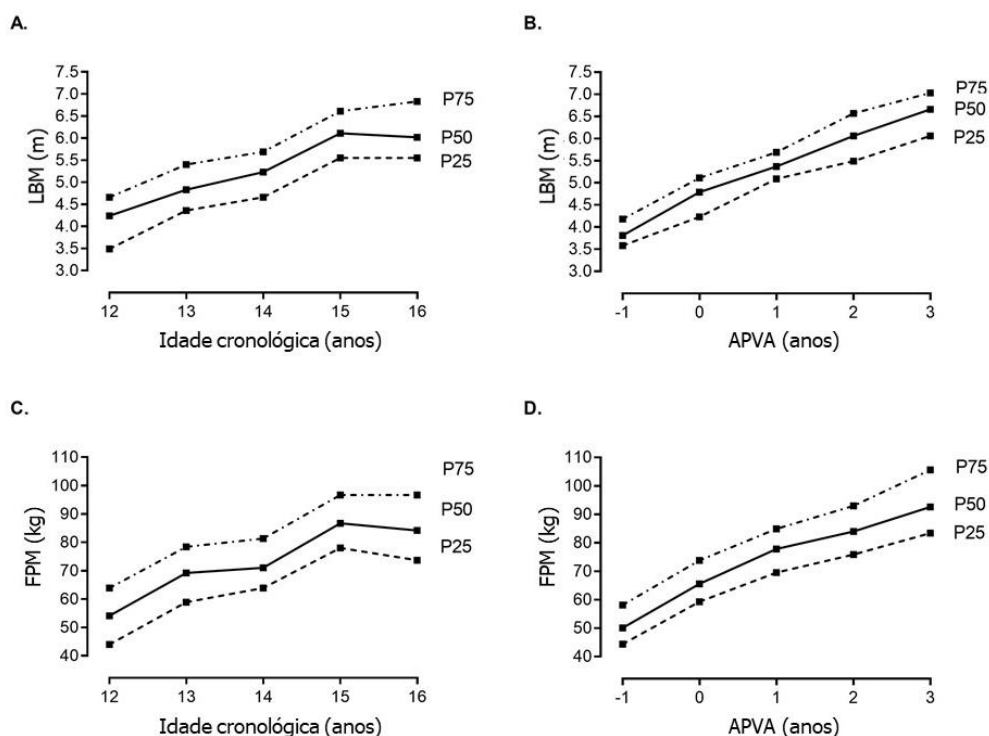 A.
LBM (m)
7.5
7.0
6.5
6.0
5.5
5.0
4.5
4.0
3.5
3.0
P75
P50
P25
12 13 14 15 16
Idade cronológica (anos)
B.
LBM (m)
7.5
7.0
6.5
6.0
5.5
5.0
4.5
4.0
3.5
3.0
P75
P50
P25
-1 0 1 2 3
APVA (anos)
C.
FPM (kg)
110
100
90
80
70
60
50
40
P75
P50
P25
12 13 14 15 16
Idade cronológica (anos)
D.
FPM (kg)
110
100
90
80
70
60
50
40
P75
P50
P25
-1 0 1 2 3
APVA (anos)